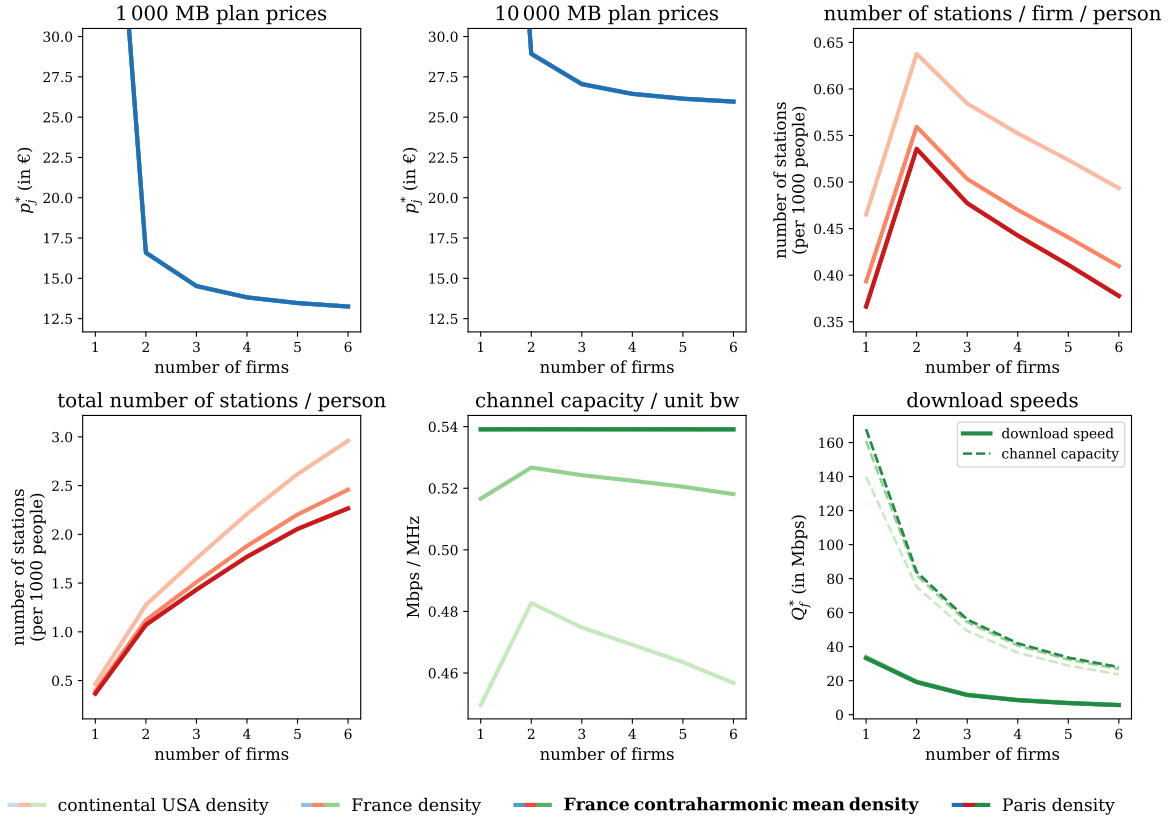 1 000 MB plan prices
30.0
27.5
25.0
22.5
20.0
17.5
15.0
12.5
p*j (in €)
1 2 3 4 5 6
number of firms
10 000 MB plan prices
30.0
27.5
25.0
22.5
20.0
17.5
15.0
12.5
p*j (in €)
1 2 3 4 5 6
number of firms
number of stations / firm / person
0.65
0.60
0.55
0.50
0.45
0.40
0.35
number of stations
(per 1000 people)
1 2 3 4 5 6
number of firms
total number of stations / person
3.0
2.5
2.0
1.5
1.0
0.5
number of stations
(per 1000 people)
1 2 3 4 5 6
number of firms
channel capacity / unit bw
0.54
0.52
0.50
0.48
0.46
Mbps / MHz
1 2 3 4 5 6
number of firms
download speeds
160
140
120
100
80
60
40
20
0
Q*f (in Mbps)
download speed
channel capacity
1 2 3 4 5 6
number of firms
continental USA density
France density
France contraharmonic mean density
Paris density